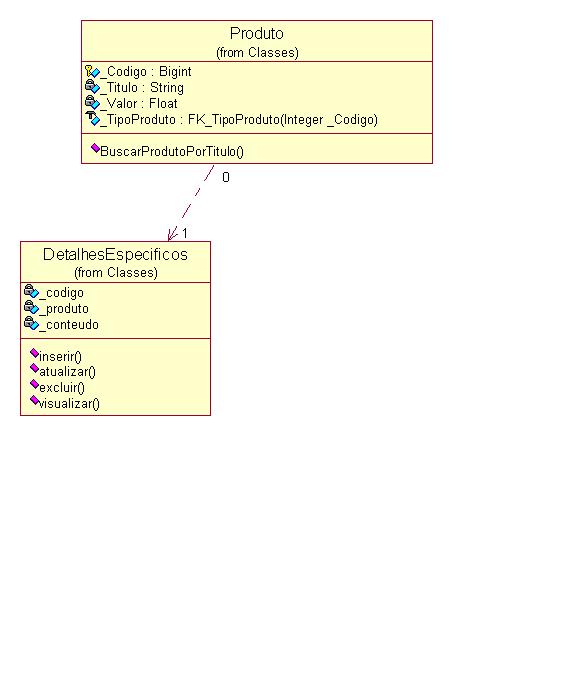 Produto
(from Classes)
_Codigo : Bigint
_Titulo : String
_Valor : Float
_TipoProduto : FK_TipoProduto(Integer _Codigo)
BuscarProdutoPorTitulo()
0
1
DetalhesEspecificos
(from Classes)
_codigo
_produto
_conteudo
inserir()
atualizar()
excluir()
visualizar()